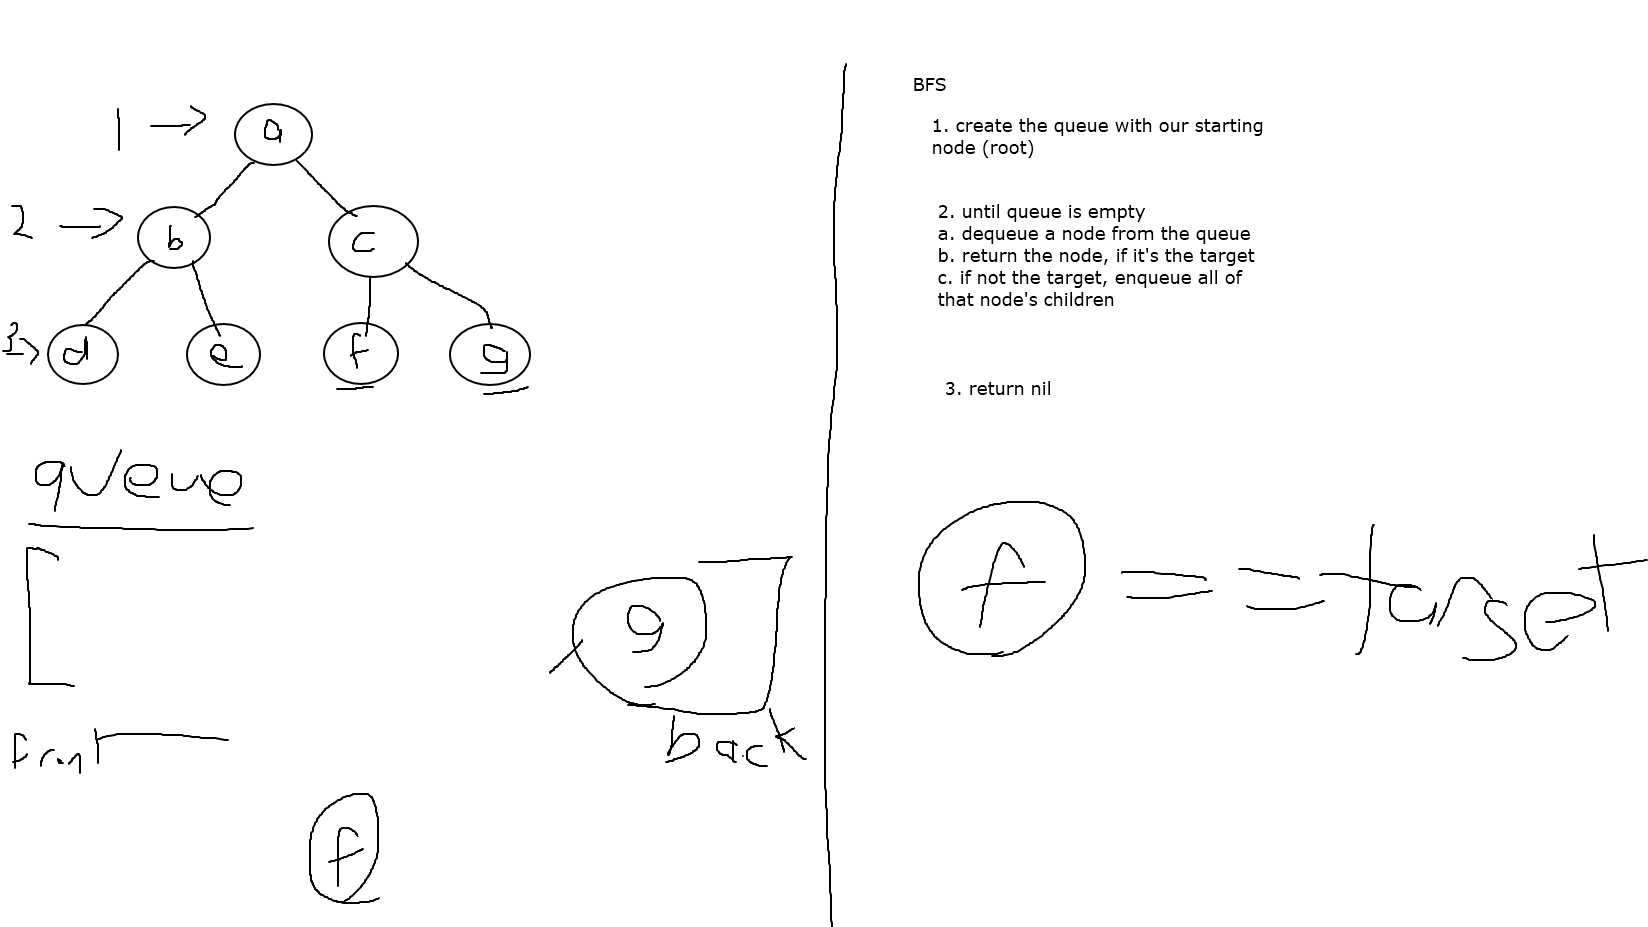 1 →
a
2 →
b
c
3 →
d
e
f
g
queue
g
front
back
f
BFS
1. create the queue with our starting
node (root)
2. until queue is empty
a. dequeue a node from the queue
b. return the node, if it's the target
c. if not the target, enqueue all of
that node's children
3. return nil
f == target